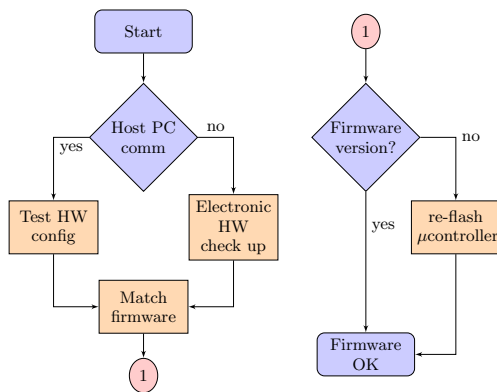 Start
Host PC
comm
yes
no
Test HW
config
Electronic
HW
check up
Match
firmware
1
1
Firmware
version?
no
yes
re-flash
μcontroller
Firmware
OK